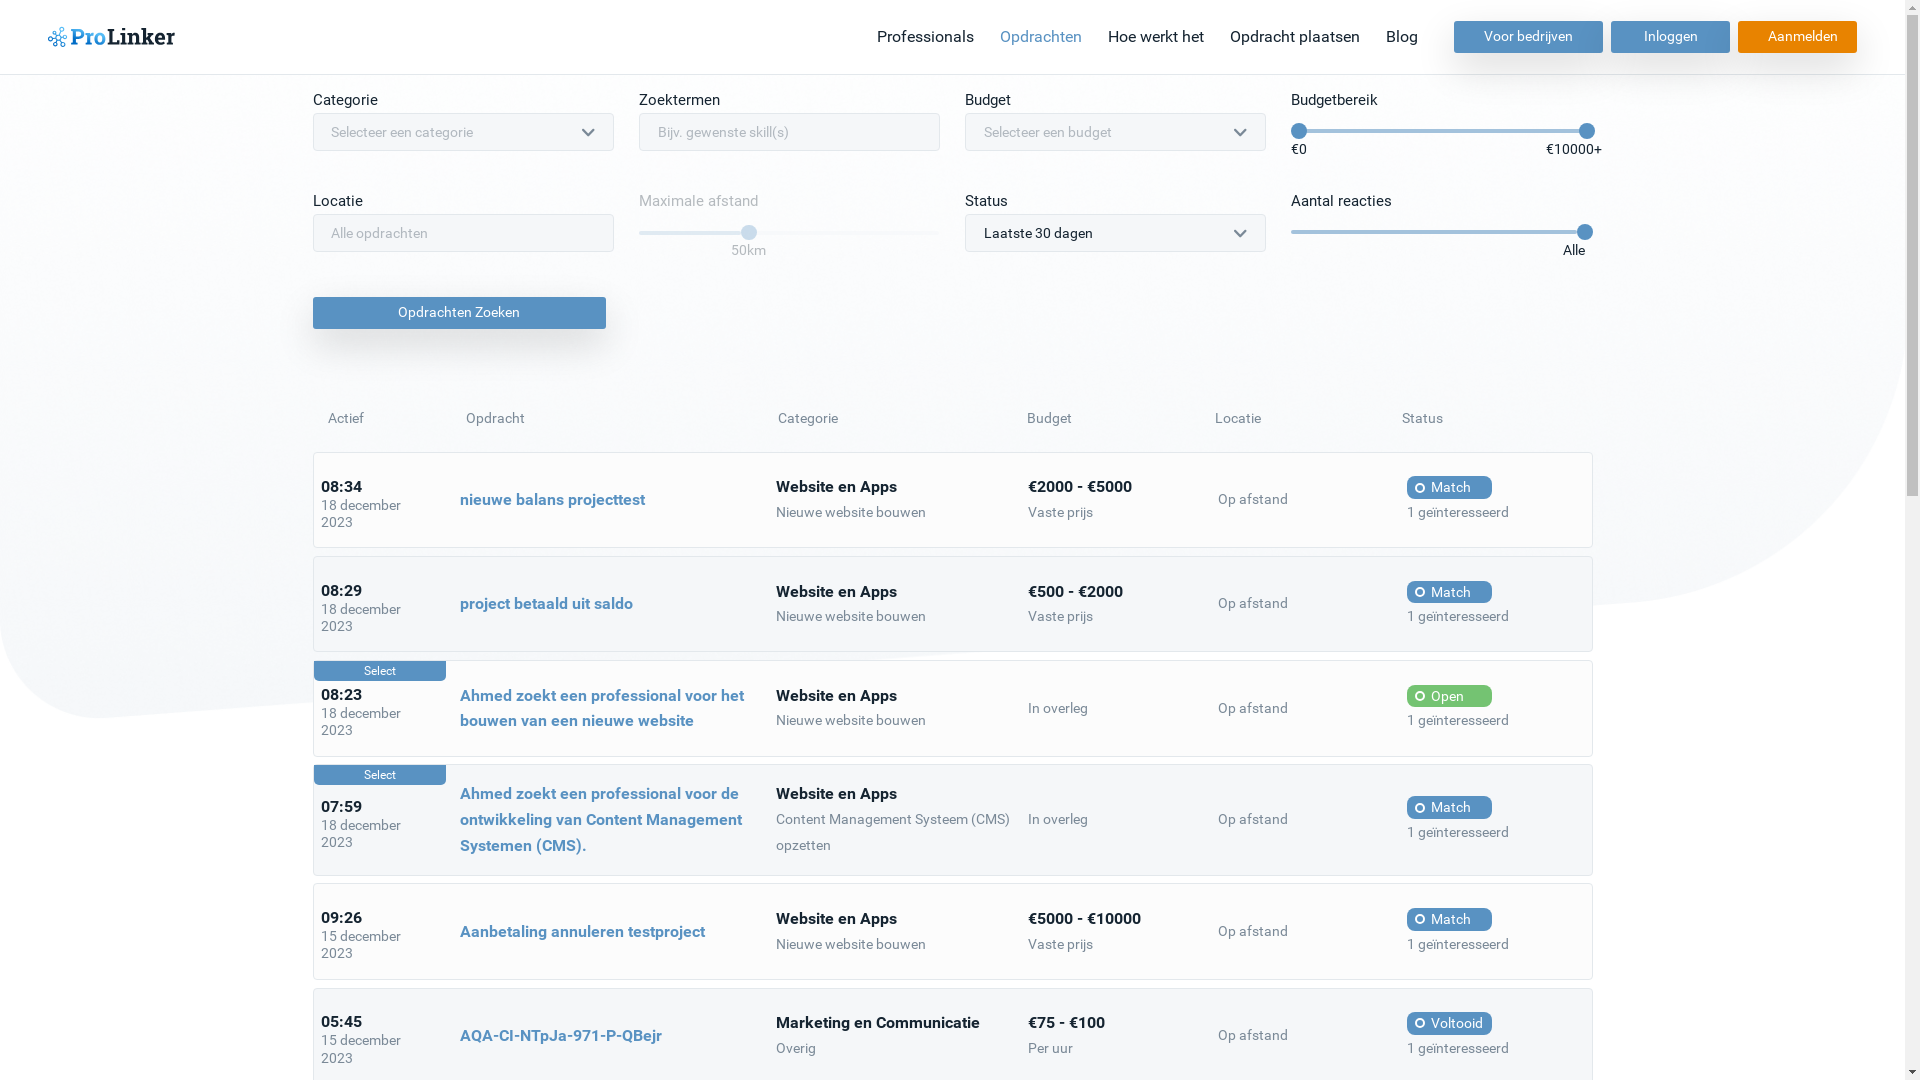 ProLinker
Professionals Opdrachten Hoe werkt het Opdracht plaatsen Blog Voor bedrijven Inloggen Aanmelden
Categorie Zoektermen Budget Budgetbereik
Selecteer een categorie Bijv. gewenste skill(s) Selecteer een budget
€0 €10000+
Locatie Maximale afstand Status Aantal reacties
Alle opdrachten Laatste 30 dagen
50km Alle
Opdrachten Zoeken
Actief Opdracht Categorie Budget Locatie Status
08:34
18 december
2023
nieuwe balans projecttest
Website en Apps
Nieuwe website bouwen
€2000 - €5000
Vaste prijs
Op afstand
Match
1 geïnteresseerd
08:29
18 december
2023
project betaald uit saldo
Website en Apps
Nieuwe website bouwen
€500 - €2000
Vaste prijs
Op afstand
Match
1 geïnteresseerd
Select
08:23
18 december
2023
Ahmed zoekt een professional voor het
bouwen van een nieuwe website
Website en Apps
Nieuwe website bouwen
In overleg
Op afstand
Open
1 geïnteresseerd
Select
07:59
18 december
2023
Ahmed zoekt een professional voor de
ontwikkeling van Content Management
Systemen (CMS).
Website en Apps
Content Management Systeem (CMS)
opzetten
In overleg
Op afstand
Match
1 geïnteresseerd
09:26
15 december
2023
Aanbetaling annuleren testproject
Website en Apps
Nieuwe website bouwen
€5000 - €10000
Vaste prijs
Op afstand
Match
1 geïnteresseerd
05:45
15 december
2023
AQA-CI-NTpJa-971-P-QBejr
Marketing en Communicatie
Overig
€75 - €100
Per uur
Op afstand
Voltooid
1 geïnteresseerd